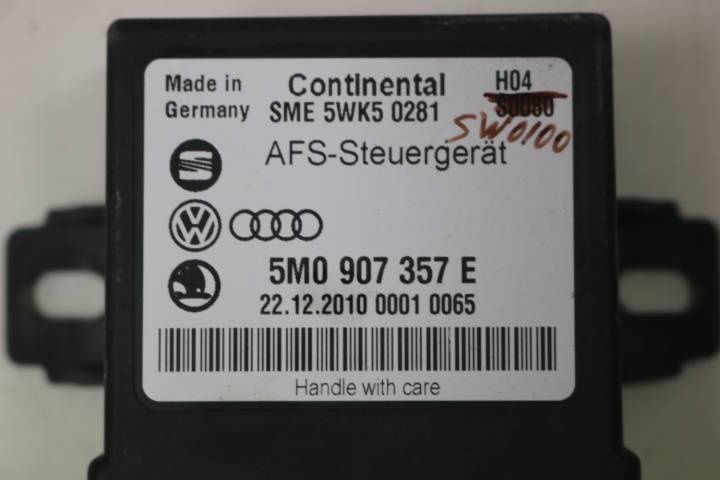 Made in
Germany
Continental
SME 5WK5 0281
H04
S0080
SW0100
AFS-Steuergerät
5M0 907 357 E
22.12.2010 0001 0065
Handle with care